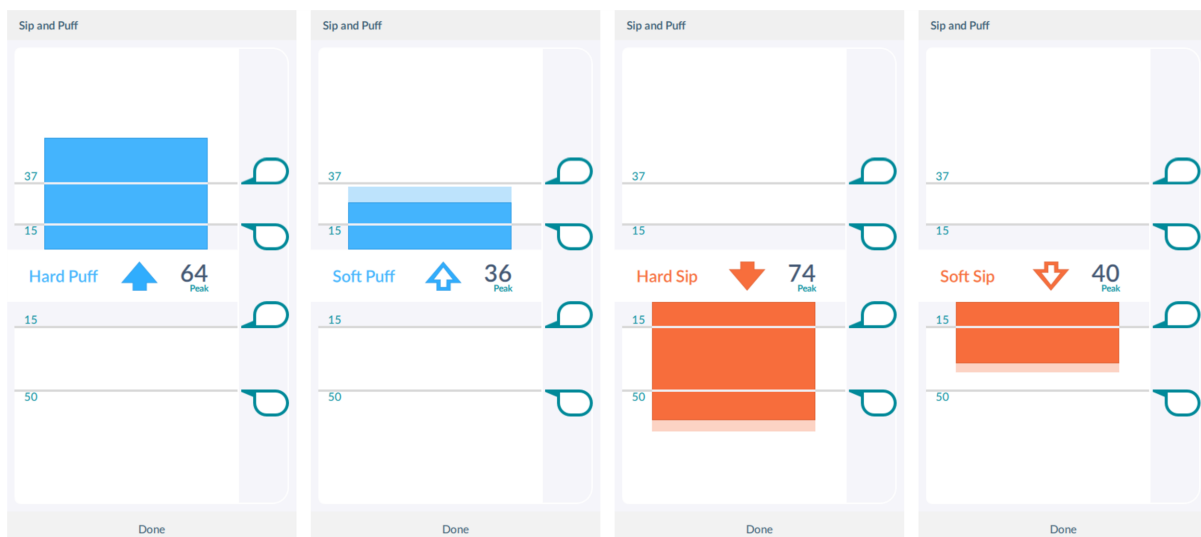 Sip and Puff
37
15
Hard Puff 64
Peak
15
50
Done
Sip and Puff
37
15
Soft Puff 36
Peak
15
50
Done
Sip and Puff
37
15
Hard Sip 74
Peak
15
50
Done
Sip and Puff
37
15
Soft Sip 40
Peak
15
50
Done